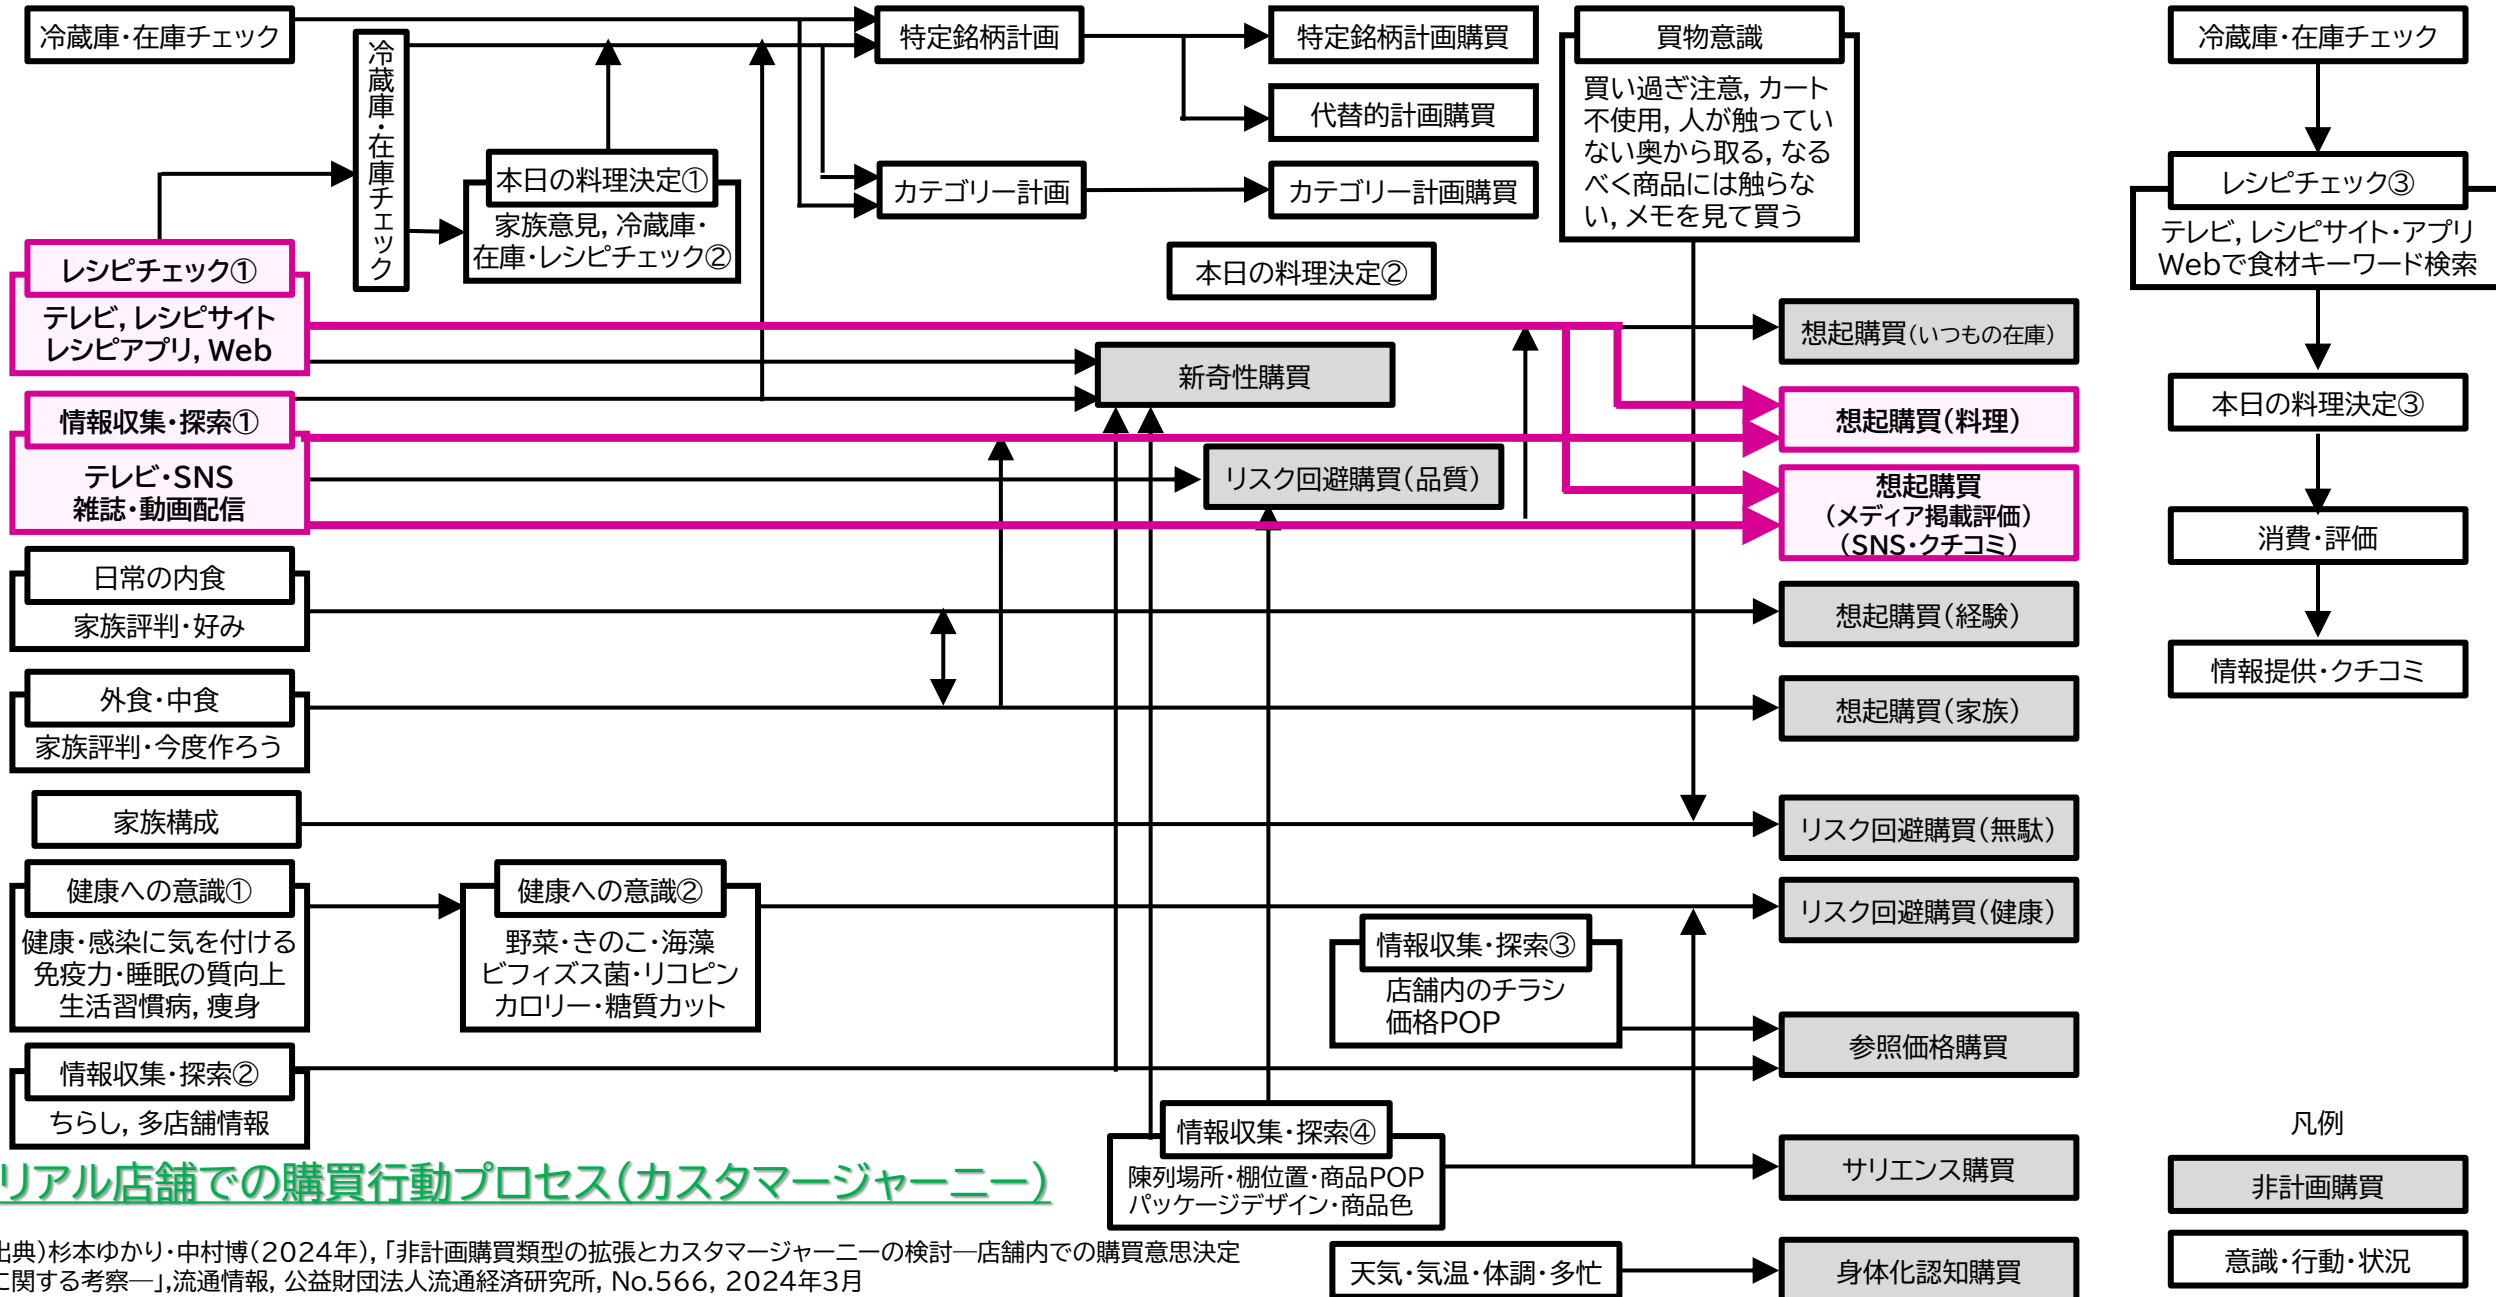 冷蔵庫・在庫チェック
冷蔵庫・在庫チェック
特定銘柄計画
特定銘柄計画購買
代替的計画購買
カテゴリー計画
カテゴリー計画購買
本日の料理決定①
家族意見, 冷蔵庫・
在庫・レシピチェック②
本日の料理決定②
買物意識
買い過ぎ注意, カート
不使用, 人が触ってい
ない奥から取る, なる
べく商品には触らな
い, メモを見て買う
冷蔵庫・在庫チェック
レシピチェック③
テレビ, レシピサイト・アプリ
Webで食材キーワード検索
本日の料理決定③
消費・評価
情報提供・クチコミ
レシピチェック①
テレビ, レシピサイト
レシピアプリ, Web
情報収集・探索①
テレビ・SNS
雑誌・動画配信
日常の内食
家族評判・好み
外食・中食
家族評判・今度作ろう
家族構成
健康への意識①
健康・感染に気を付ける
免疫力・睡眠の質向上
生活習慣病, 痩身
健康への意識②
野菜・きのこ・海藻
ビフィズス菌・リコピン
カロリー・糖質カット
情報収集・探索②
ちらし, 多店舗情報
新奇性購買
リスク回避購買(品質)
情報収集・探索③
店舗内のチラシ
価格POP
情報収集・探索④
陳列場所・棚位置・商品POP
パッケージデザイン・商品色
天気・気温・体調・多忙
想起購買(いつもの在庫)
想起購買(料理)
想起購買
(メディア掲載評価)
(SNS・クチコミ)
想起購買(経験)
想起購買(家族)
リスク回避購買(無駄)
リスク回避購買(健康)
参照価格購買
サリエンス購買
身体化認知購買
凡例
非計画購買
意識・行動・状況
リアル店舗での購買行動プロセス(カスタマージャーニー)
出典)杉本ゆかり・中村博(2024年), 「非計画購買類型の拡張とカスタマージャーニーの検討―店舗内での購買意思決定
に関する考察―」,流通情報, 公益財団法人流通経済研究所, No.566, 2024年3月